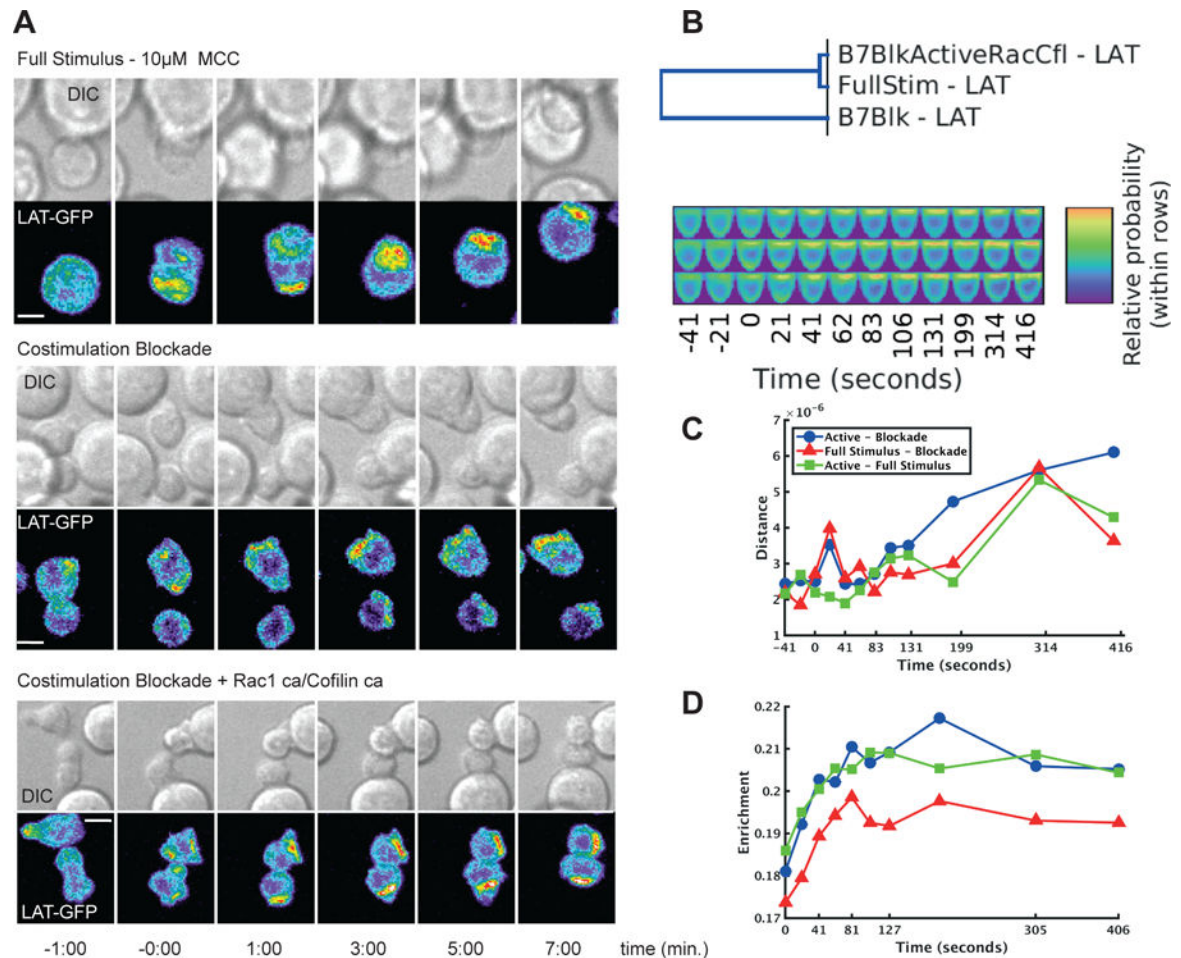 A
Full Stimulus - 10µM MCC
DIC
LAT-GFP
Costimulation Blockade
DIC
LAT-GFP
Costimulation Blockade + Rac1 ca/Cofilin ca
DIC
LAT-GFP
-1:00 -0:00 1:00 3:00 5:00 7:00 time (min.)
B
B7BlkActiveRacCfl - LAT
FullStim - LAT
B7Blk - LAT
-41 -21 0 21 41 62 83 106 131 199 314 416
Time (seconds)
Relative probability
(within rows)
C
×10⁻⁶
7
6
5
4
3
2
1
Distance
Active – Blockade
Full Stimulus – Blockade
Active – Full Stimulus
-41 0 41 83 131 199 314 416
Time (seconds)
D
0.22
0.21
0.2
0.19
0.18
0.17
Enrichment
0 41 81 127 305 406
Time (seconds)